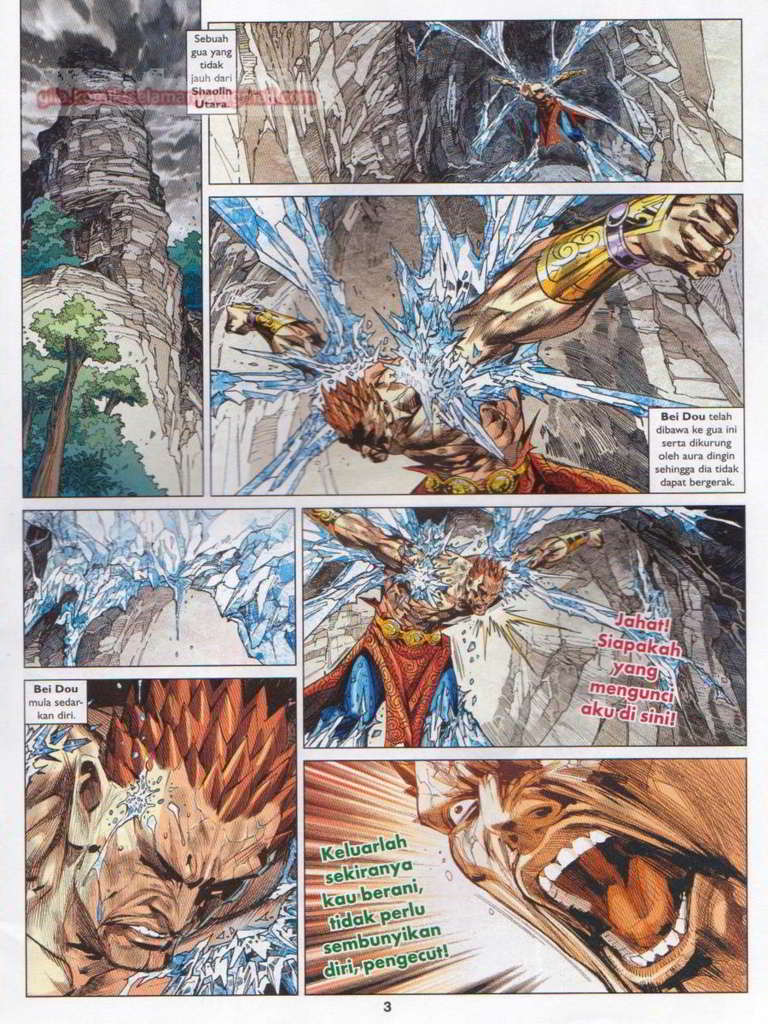 Sebuah
gua yang
tidak
jauh dari
Shaolin
Utara.
Bei Dou telah
dibawa ke gua ini
serta dikurung
oleh aura dingin
sehingga dia tidak
dapat bergerak.
Jahat!
Siapakah
yang
mengunci
aku di sini!
Bei Dou
mula sedar-
kan diri.
Keluarlah
sekiranya
kau berani,
tidak perlu
sembunyikan
diri, pengecut!
3